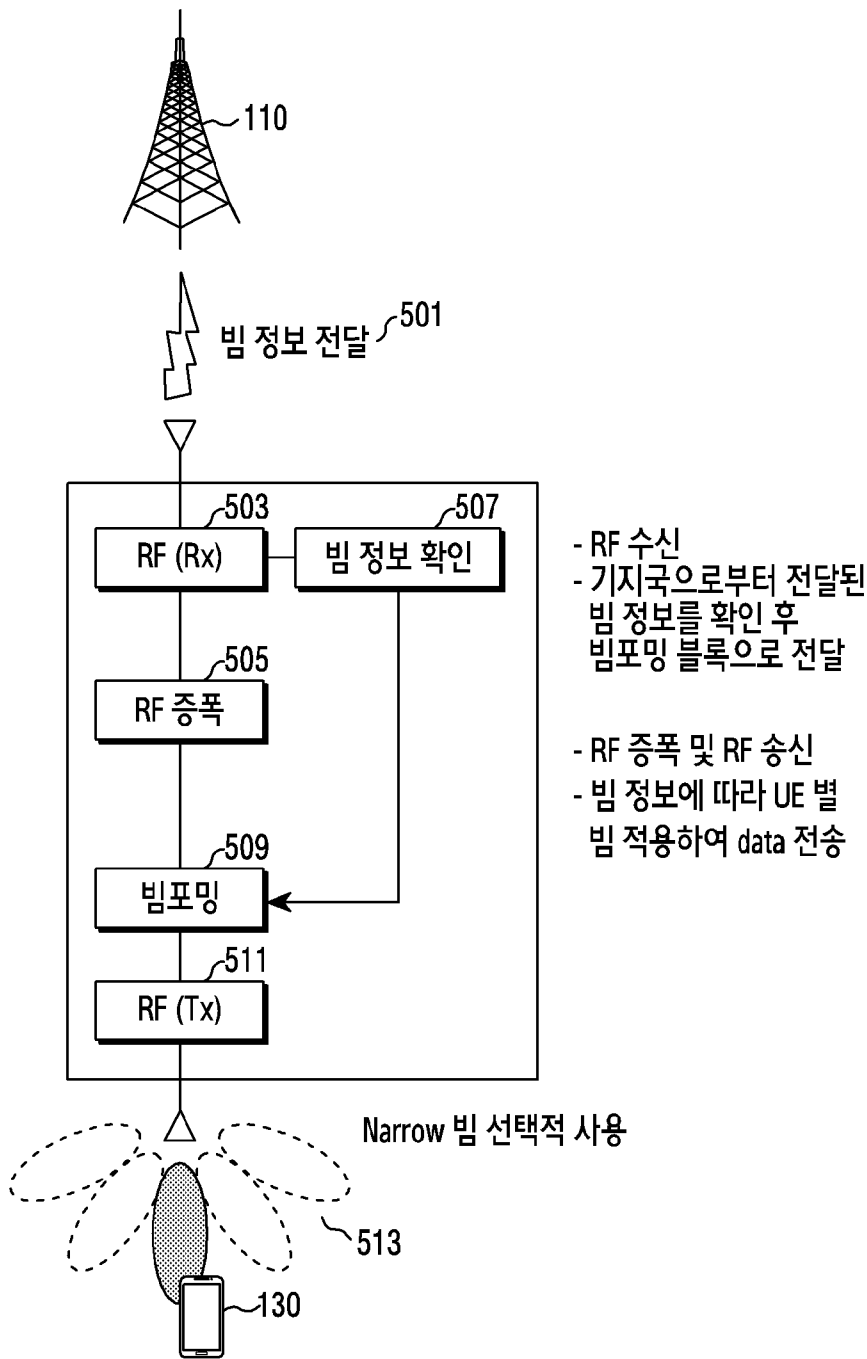 110
빔 정보 전달 501
503
507
RF (Rx)
빔 정보 확인
- RF 수신
- 기지국으로부터 전달된
빔 정보를 확인 후
빔포밍 블록으로 전달
505
RF 증폭
- RF 증폭 및 RF 송신
- 빔 정보에 따라 UE 별
빔 적용하여 data 전송
509
빔포밍
511
RF (Tx)
Narrow 빔 선택적 사용
513
130